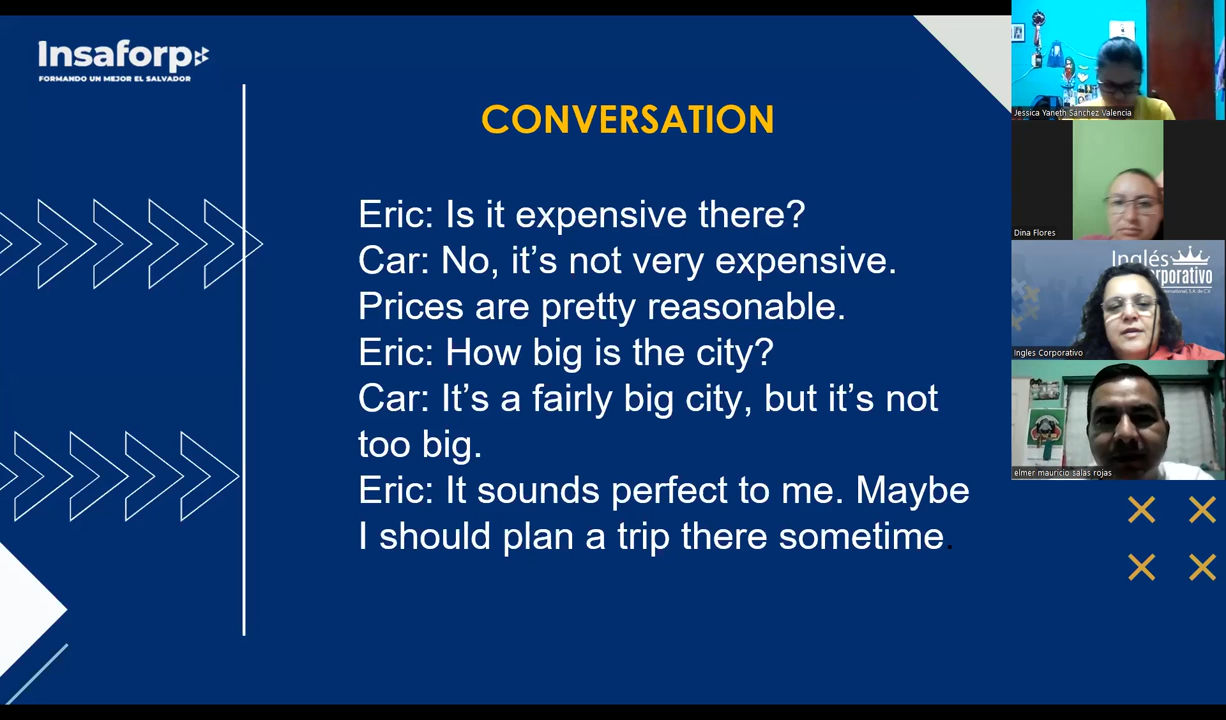 Insaforp
FORMANDO UN MEJOR EL SALVADOR
CONVERSATION
Eric: Is it expensive there?
Car: No, it’s not very expensive.
Prices are pretty reasonable.
Eric: How big is the city?
Car: It’s a fairly big city, but it’s not
too big.
Eric: It sounds perfect to me. Maybe
I should plan a trip there sometime.
Jessica Yaneth Sánchez Valencia
Dina Flores
Inglés
orporativo
Ingles Corporativo
elmer mauricio salas rojas